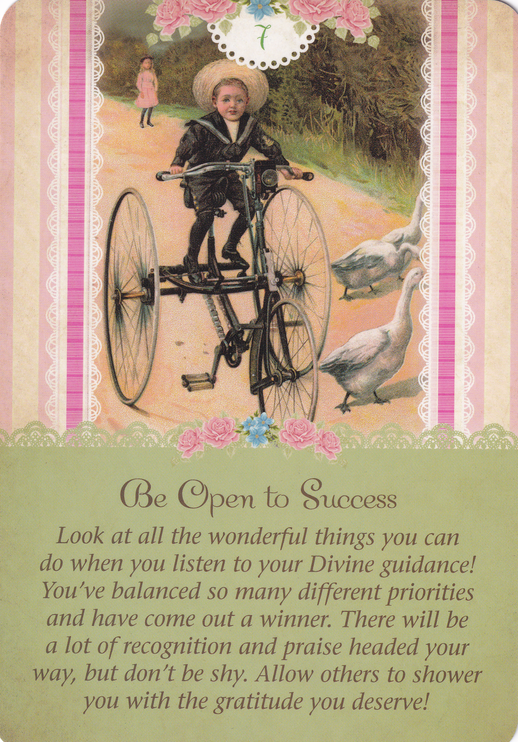 7
Be Open to Success
Look at all the wonderful things you can
do when you listen to your Divine guidance!
You've balanced so many different priorities
and have come out a winner. There will be
a lot of recognition and praise headed your
way, but don't be shy. Allow others to shower
you with the gratitude you deserve!